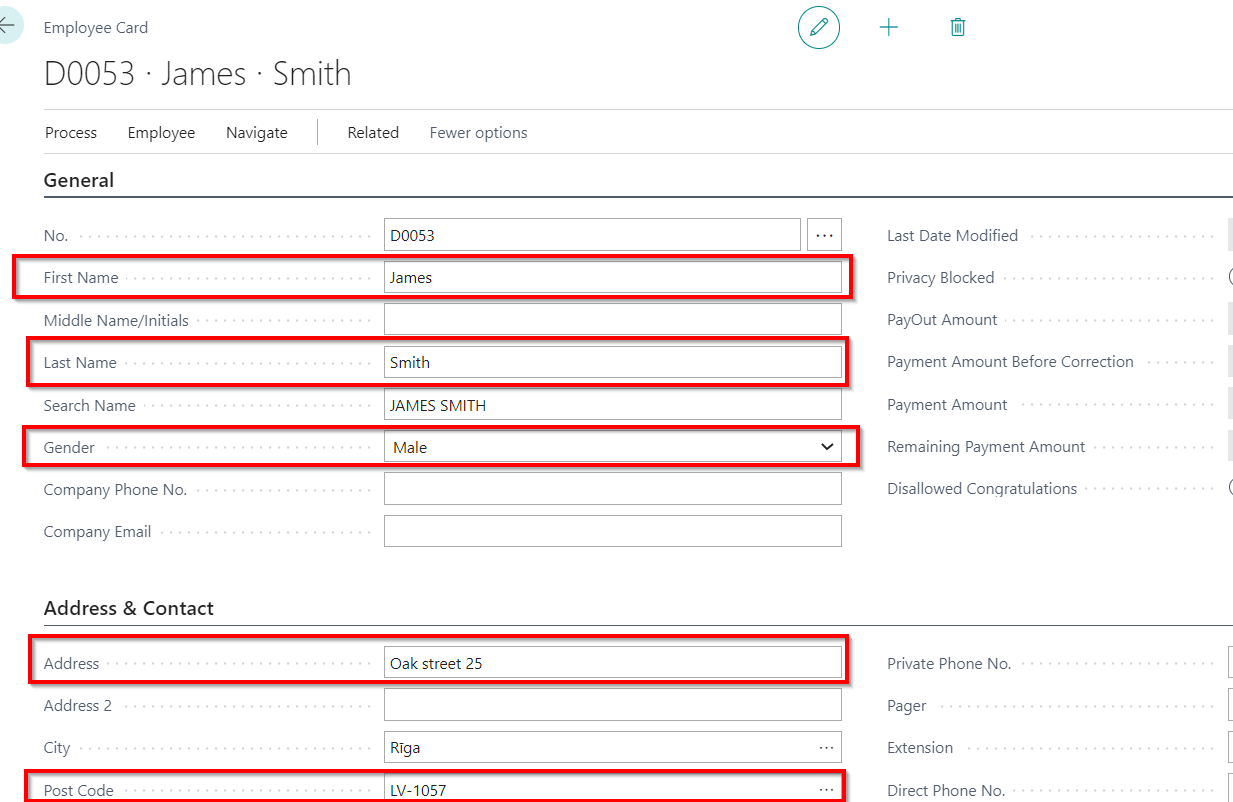 Employee Card
D0053 · James · Smith
Process Employee Navigate Related Fewer options
General
No. D0053 ···
First Name James
Middle Name/Initials
Last Name Smith
Search Name JAMES SMITH
Gender Male
Company Phone No.
Company Email
Last Date Modified
Privacy Blocked
PayOut Amount
Payment Amount Before Correction
Payment Amount
Remaining Payment Amount
Disallowed Congratulations
Address & Contact
Address Oak street 25
Address 2
City Rīga ···
Post Code LV-1057 ···
Private Phone No.
Pager
Extension
Direct Phone No.